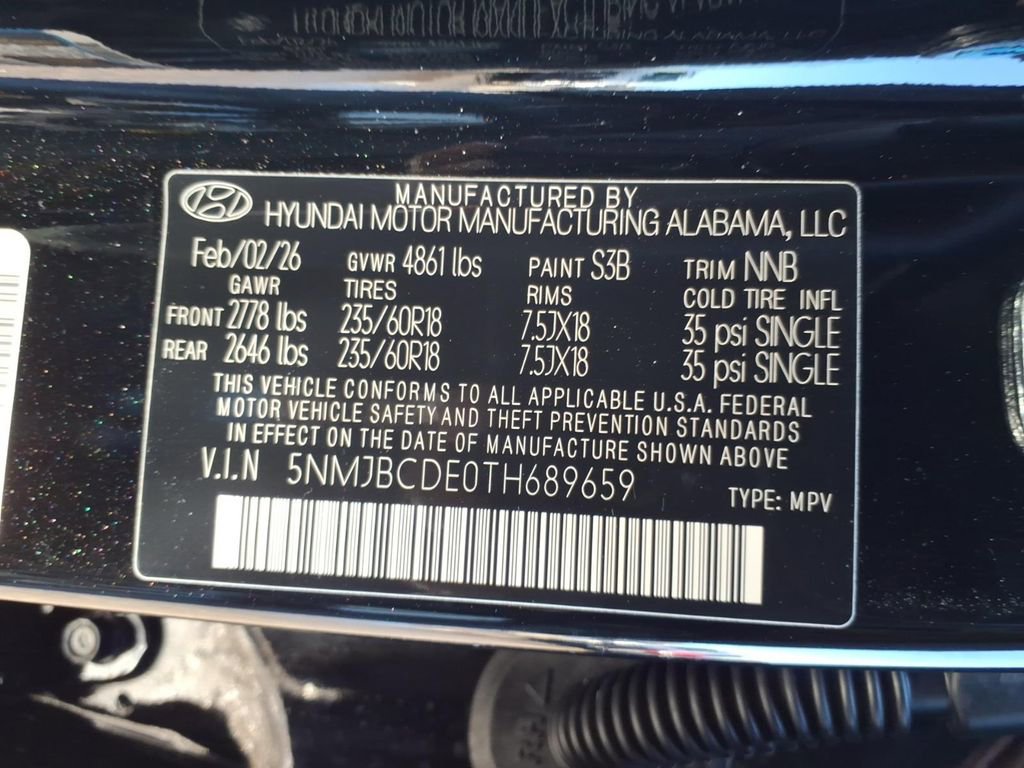 MANUFACTURED BY
HYUNDAI MOTOR MANUFACTURING ALABAMA, LLC
Feb/02/26 GVWR 4861 lbs PAINT S3B TRIM NNB
GAWR TIRES RIMS COLD TIRE INFL
FRONT 2778 lbs 235/60R18 7.5JX18 35 psi SINGLE
REAR 2646 lbs 235/60R18 7.5JX18 35 psi SINGLE
THIS VEHICLE CONFORMS TO ALL APPLICABLE U.S.A. FEDERAL
MOTOR VEHICLE SAFETY AND THEFT PREVENTION STANDARDS
IN EFFECT ON THE DATE OF MANUFACTURE SHOWN ABOVE
V.I.N 5NMJBCDE0TH689659
TYPE: MPV